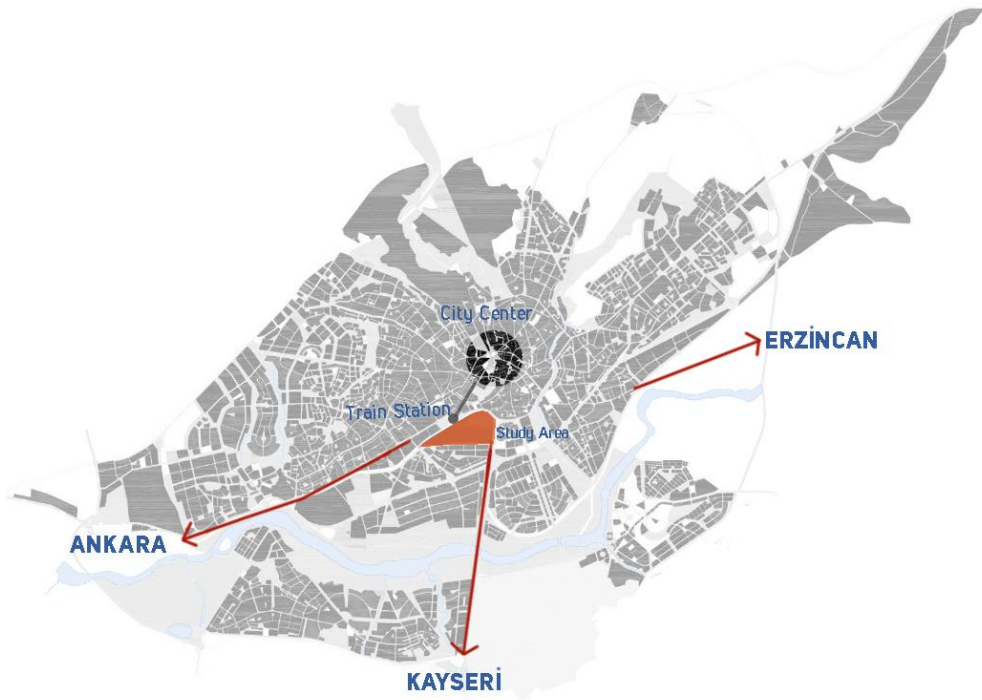 City Center
ERZİNCAN
Train Station
Study Area
ANKARA
KAYSERİ